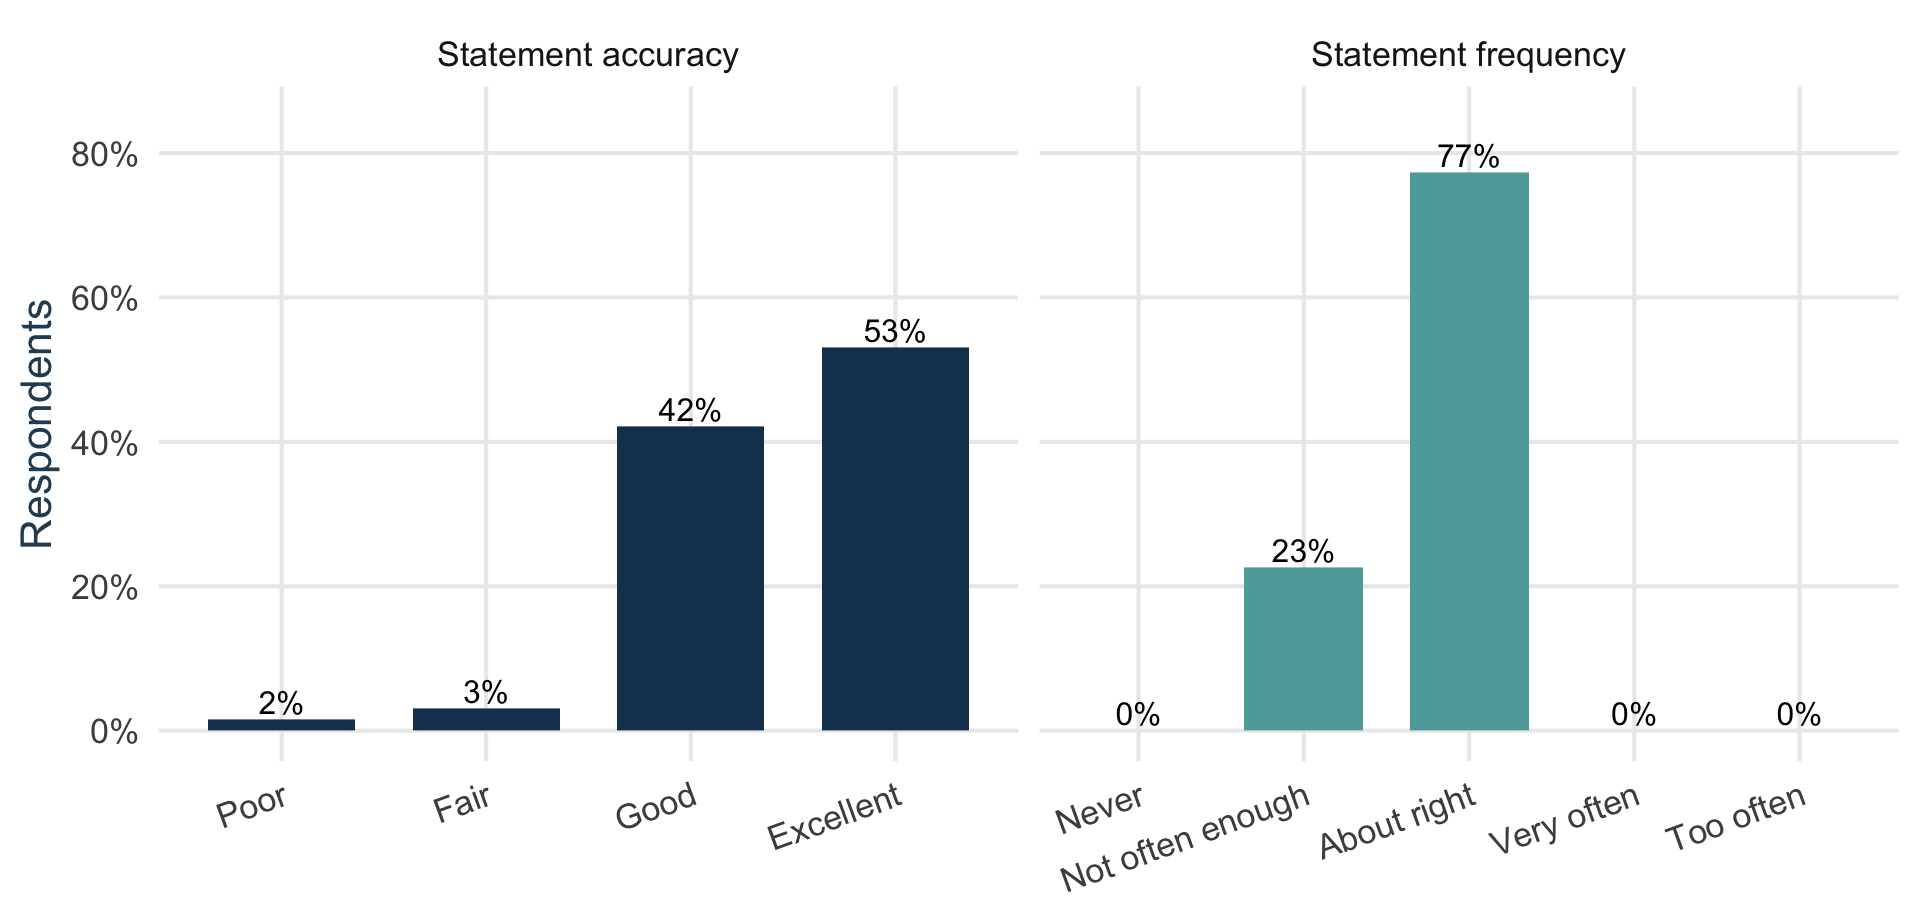 Statement accuracy
Statement frequency
Respondents
80%
60%
40%
20%
0%
2%
3%
42%
53%
0%
23%
77%
0%
0%
Poor
Fair
Good
Excellent
Never
Not often enough
About right
Very often
Too often